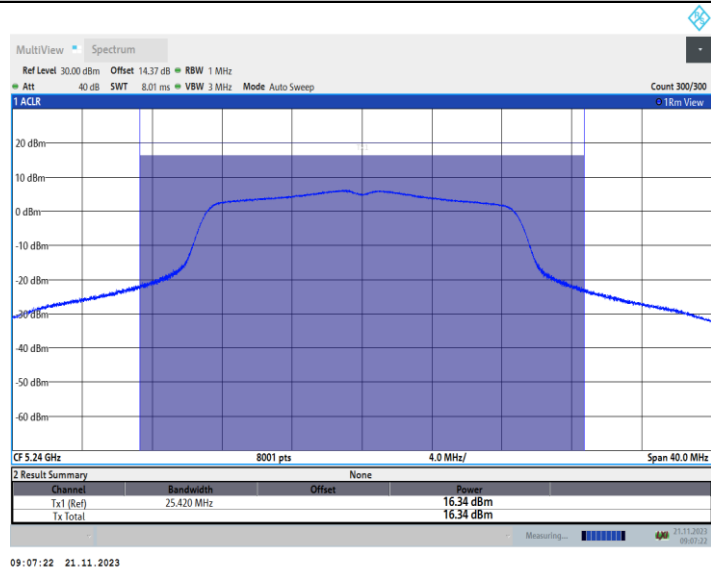 MultiView Spectrum
Ref Level 30.00 dBm Offset 14.37 dB RBW 1 MHz
Att 40 dB SWT 8.01 ms VBW 3 MHz Mode Auto Sweep Count 300/300
1 ACLR 1Rm View
20 dBm
10 dBm
0 dBm
-10 dBm
-20 dBm
-30 dBm
-40 dBm
-50 dBm
-60 dBm
CF 5.24 GHz 8001 pts 4.0 MHz/ Span 40.0 MHz
2 Result Summary None
Channel Bandwidth Offset Power
Tx1 (Ref) 25.420 MHz 16.34 dBm
Tx Total 16.34 dBm
Measuring... 21.11.2023
09:07:22
09:07:22 21.11.2023